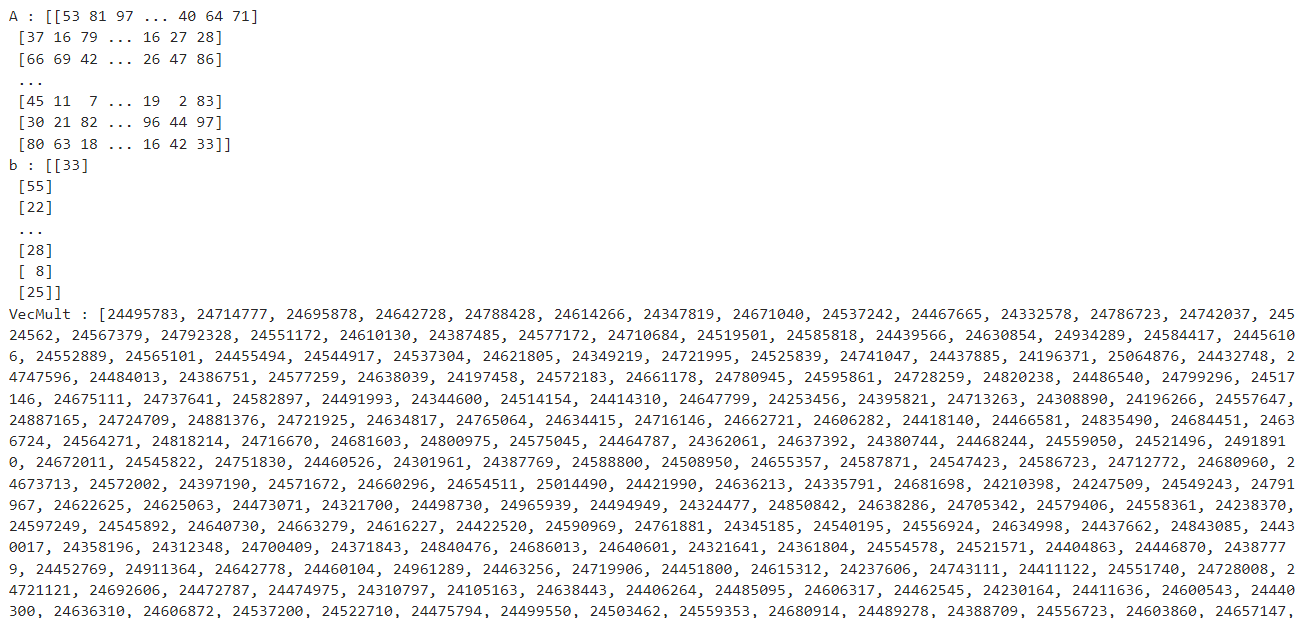 A : [[53 81 97 ... 40 64 71]
 [37 16 79 ... 16 27 28]
 [66 69 42 ... 26 47 86]
 ...
 [45 11  7 ... 19  2 83]
 [30 21 82 ... 96 44 97]
 [80 63 18 ... 16 42 33]]
b : [[33]
 [55]
 [22]
 ...
 [28]
 [ 8]
 [25]]
VecMult : [24495783, 24714777, 24695878, 24642728, 24788428, 24614266, 24347819, 24671040, 24537242, 24467665, 24332578, 24786723, 24742037, 245
24562, 24567379, 24792328, 24551172, 24610130, 24387485, 24577172, 24710684, 24519501, 24585818, 24439566, 24630854, 24934289, 24584417, 2445610
6, 24552889, 24565101, 24455494, 24544917, 24537304, 24621805, 24349219, 24721995, 24525839, 24741047, 24437885, 24196371, 25064876, 24432748, 2
4747596, 24484013, 24386751, 24577259, 24638039, 24197458, 24572183, 24661178, 24780945, 24595861, 24728259, 24820238, 24486540, 24799296, 24517
146, 24675111, 24737641, 24582897, 24491993, 24344600, 24514154, 24414310, 24647799, 24253456, 24395821, 24713263, 24308890, 24196266, 24557647,
24887165, 24724709, 24881376, 24721925, 24634817, 24765064, 24634415, 24716146, 24662721, 24606282, 24418140, 24466581, 24835490, 24684451, 2463
6724, 24564271, 24818214, 24716670, 24681603, 24800975, 24575045, 24464787, 24362061, 24637392, 24380744, 24468244, 24559050, 24521496, 2491891
0, 24672011, 24545822, 24751830, 24460526, 24301961, 24387769, 24588800, 24508950, 24655357, 24587871, 24547423, 24586723, 24712772, 24680960, 2
4673713, 24572002, 24397190, 24571672, 24660296, 24654511, 25014490, 24421990, 24636213, 24335791, 24681698, 24210398, 24247509, 24549243, 24791
967, 24622625, 24625063, 24473071, 24321700, 24498730, 24965939, 24494949, 24324477, 24850842, 24638286, 24705342, 24579406, 24558361, 24238370,
24597249, 24545892, 24640730, 24663279, 24616227, 24422520, 24590969, 24761881, 24345185, 24540195, 24556924, 24634998, 24437662, 24843085, 2443
0017, 24358196, 24312348, 24700409, 24371843, 24840476, 24686013, 24640601, 24321641, 24361804, 24554578, 24521571, 24404863, 24446870, 2438777
9, 24452769, 24911364, 24642778, 24460104, 24961289, 24463256, 24719906, 24451800, 24615312, 24237606, 24743111, 24411122, 24551740, 24728008, 2
4721121, 24692606, 24472787, 24474975, 24310797, 24105163, 24638443, 24406264, 24485095, 24606317, 24462545, 24230164, 24411636, 24600543, 24440
300, 24636310, 24606872, 24537200, 24522710, 24475794, 24499550, 24503462, 24559353, 24680914, 24489278, 24388709, 24556723, 24603860, 24657147,